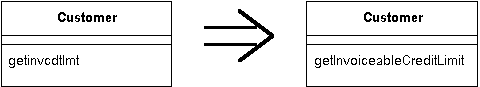 Customer
getinvcdtlmt
Customer
getInvoiceableCreditLimit